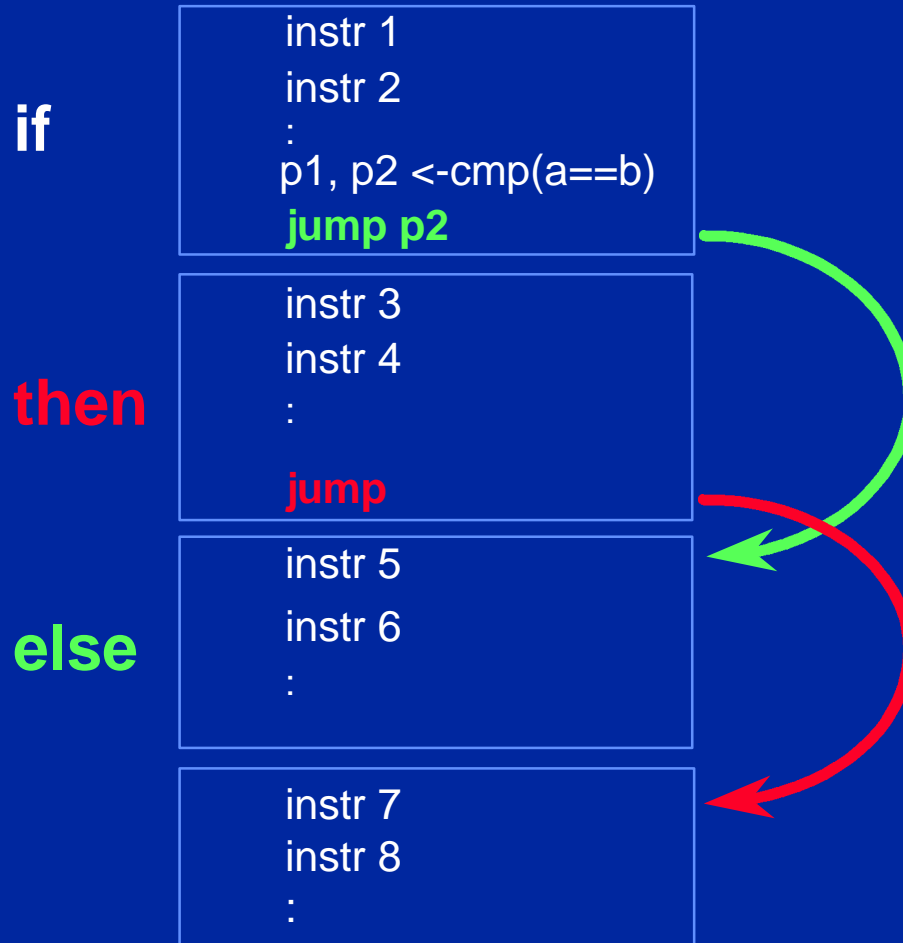 instr 1
instr 2
if
:
p1, p2 <-cmp(a==b)
jump p2
instr 3
instr 4
then
:
jump
instr 5
instr 6
else
:
instr 7
instr 8
: